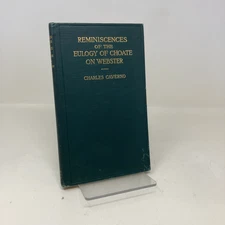 REMINISCENCES
OF THE
EULOGY OF CHOATE
ON WEBSTER
CHARLES CAVERNO